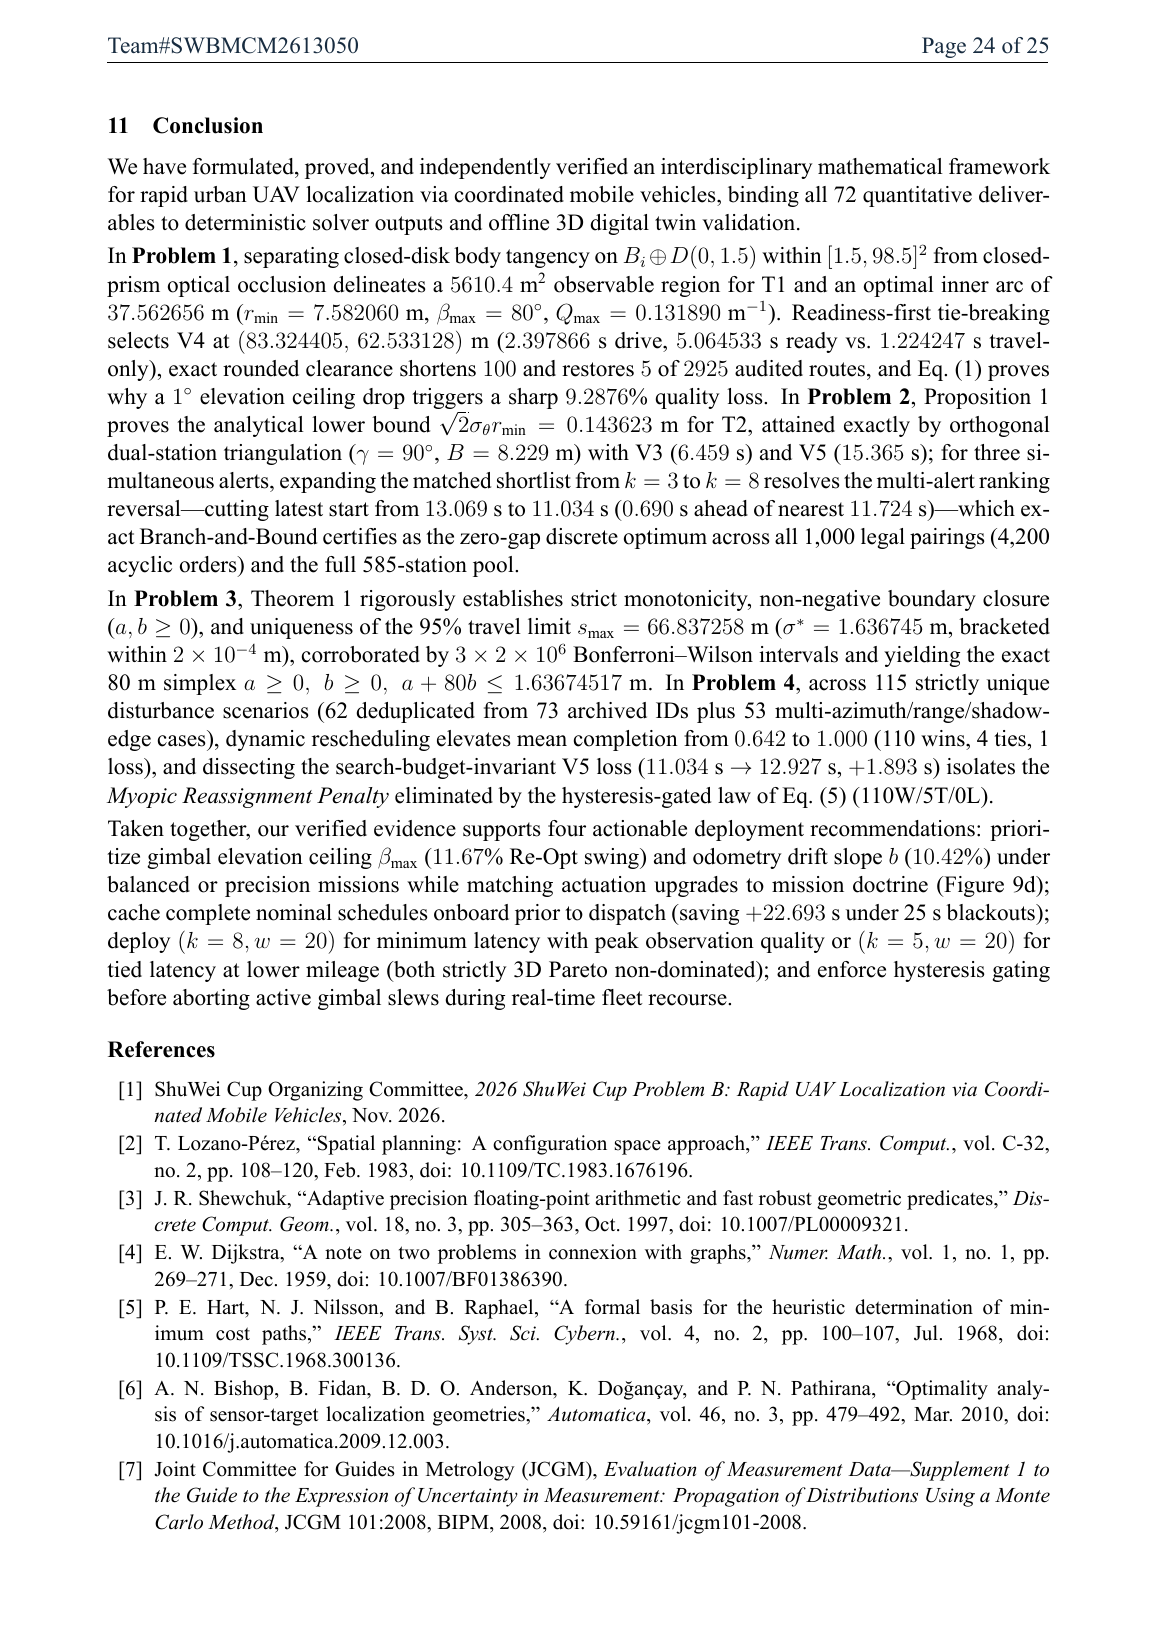 Team#SWBMCM2613050 Page 24 of 25
11 Conclusion
We have formulated, proved, and independently verified an interdisciplinary mathematical framework
for rapid urban UAV localization via coordinated mobile vehicles, binding all 72 quantitative deliver-
ables to deterministic solver outputs and offline 3D digital twin validation.
In Problem 1, separating closed-disk body tangency on B_i ⊕ D(0, 1.5) within [1.5, 98.5]² from closed-
prism optical occlusion delineates a 5610.4 m² observable region for T1 and an optimal inner arc of
37.562656 m (r_min = 7.582060 m, β_max = 80°, Q_max = 0.131890 m⁻¹). Readiness-first tie-breaking
selects V4 at (83.324405, 62.533128) m (2.397866 s drive, 5.064533 s ready vs. 1.224247 s travel-
only), exact rounded clearance shortens 100 and restores 5 of 2925 audited routes, and Eq. (1) proves
why a 1° elevation ceiling drop triggers a sharp 9.2876% quality loss. In Problem 2, Proposition 1
proves the analytical lower bound √2σ_θr_min = 0.143623 m for T2, attained exactly by orthogonal
dual-station triangulation (γ = 90°, B = 8.229 m) with V3 (6.459 s) and V5 (15.365 s); for three si-
multaneous alerts, expanding the matched shortlist from k = 3 to k = 8 resolves the multi-alert ranking
reversal—cutting latest start from 13.069 s to 11.034 s (0.690 s ahead of nearest 11.724 s)—which ex-
act Branch-and-Bound certifies as the zero-gap discrete optimum across all 1,000 legal pairings (4,200
acyclic orders) and the full 585-station pool.
In Problem 3, Theorem 1 rigorously establishes strict monotonicity, non-negative boundary closure
(a, b ≥ 0), and uniqueness of the 95% travel limit s_max = 66.837258 m (σ* = 1.636745 m, bracketed
within 2 × 10⁻⁴ m), corroborated by 3 × 2 × 10⁶ Bonferroni–Wilson intervals and yielding the exact
80 m simplex a ≥ 0, b ≥ 0, a + 80b ≤ 1.63674517 m. In Problem 4, across 115 strictly unique
disturbance scenarios (62 deduplicated from 73 archived IDs plus 53 multi-azimuth/range/shadow-
edge cases), dynamic rescheduling elevates mean completion from 0.642 to 1.000 (110 wins, 4 ties, 1
loss), and dissecting the search-budget-invariant V5 loss (11.034 s → 12.927 s, +1.893 s) isolates the
Myopic Reassignment Penalty eliminated by the hysteresis-gated law of Eq. (5) (110W/5T/0L).
Taken together, our verified evidence supports four actionable deployment recommendations: priori-
tize gimbal elevation ceiling β_max (11.67% Re-Opt swing) and odometry drift slope b (10.42%) under
balanced or precision missions while matching actuation upgrades to mission doctrine (Figure 9d);
cache complete nominal schedules onboard prior to dispatch (saving +22.693 s under 25 s blackouts);
deploy (k = 8, w = 20) for minimum latency with peak observation quality or (k = 5, w = 20) for
tied latency at lower mileage (both strictly 3D Pareto non-dominated); and enforce hysteresis gating
before aborting active gimbal slews during real-time fleet recourse.
References
[1] ShuWei Cup Organizing Committee, 2026 ShuWei Cup Problem B: Rapid UAV Localization via Coordi-
nated Mobile Vehicles, Nov. 2026.
[2] T. Lozano-Pérez, “Spatial planning: A configuration space approach,” IEEE Trans. Comput., vol. C-32,
no. 2, pp. 108–120, Feb. 1983, doi: 10.1109/TC.1983.1676196.
[3] J. R. Shewchuk, “Adaptive precision floating-point arithmetic and fast robust geometric predicates,” Dis-
crete Comput. Geom., vol. 18, no. 3, pp. 305–363, Oct. 1997, doi: 10.1007/PL00009321.
[4] E. W. Dijkstra, “A note on two problems in connexion with graphs,” Numer. Math., vol. 1, no. 1, pp.
269–271, Dec. 1959, doi: 10.1007/BF01386390.
[5] P. E. Hart, N. J. Nilsson, and B. Raphael, “A formal basis for the heuristic determination of min-
imum cost paths,” IEEE Trans. Syst. Sci. Cybern., vol. 4, no. 2, pp. 100–107, Jul. 1968, doi:
10.1109/TSSC.1968.300136.
[6] A. N. Bishop, B. Fidan, B. D. O. Anderson, K. Doğançay, and P. N. Pathirana, “Optimality analy-
sis of sensor-target localization geometries,” Automatica, vol. 46, no. 3, pp. 479–492, Mar. 2010, doi:
10.1016/j.automatica.2009.12.003.
[7] Joint Committee for Guides in Metrology (JCGM), Evaluation of Measurement Data—Supplement 1 to
the Guide to the Expression of Uncertainty in Measurement: Propagation of Distributions Using a Monte
Carlo Method, JCGM 101:2008, BIPM, 2008, doi: 10.59161/jcgm101-2008.